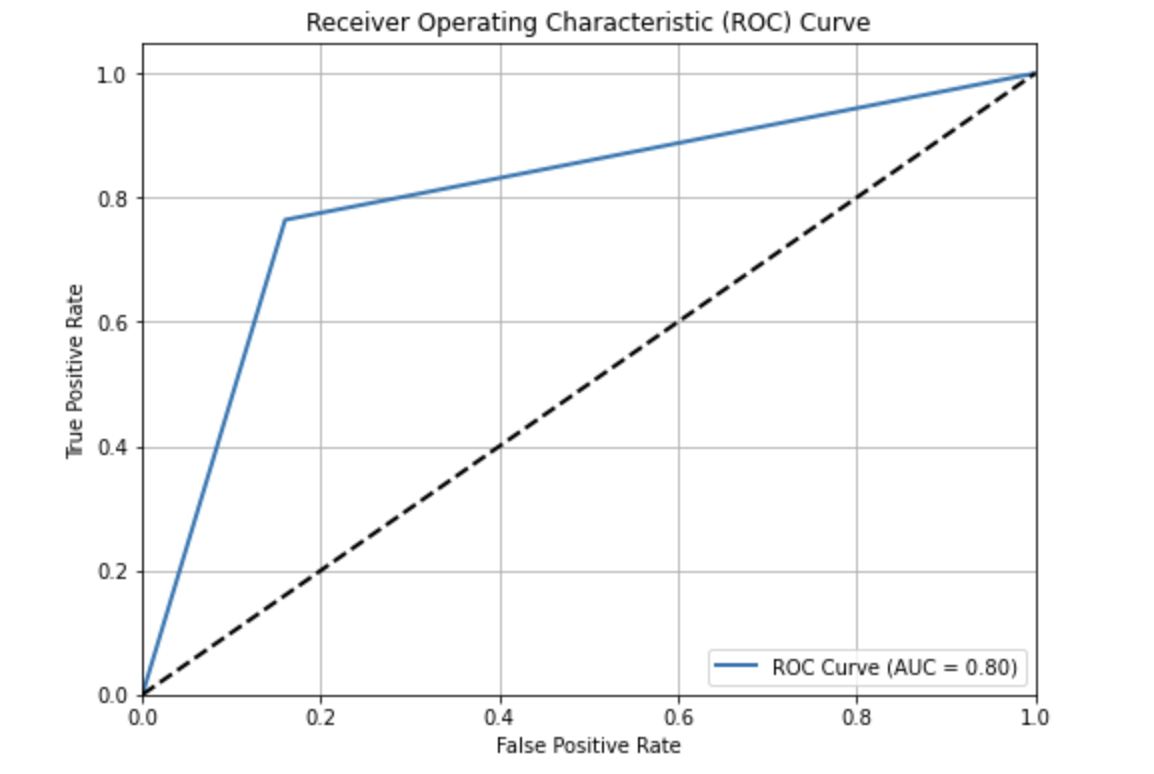 Receiver Operating Characteristic (ROC) Curve
1.0
0.8
0.6
0.4
0.2
0.0
True Positive Rate
0.0 0.2 0.4 0.6 0.8 1.0
False Positive Rate
ROC Curve (AUC = 0.80)